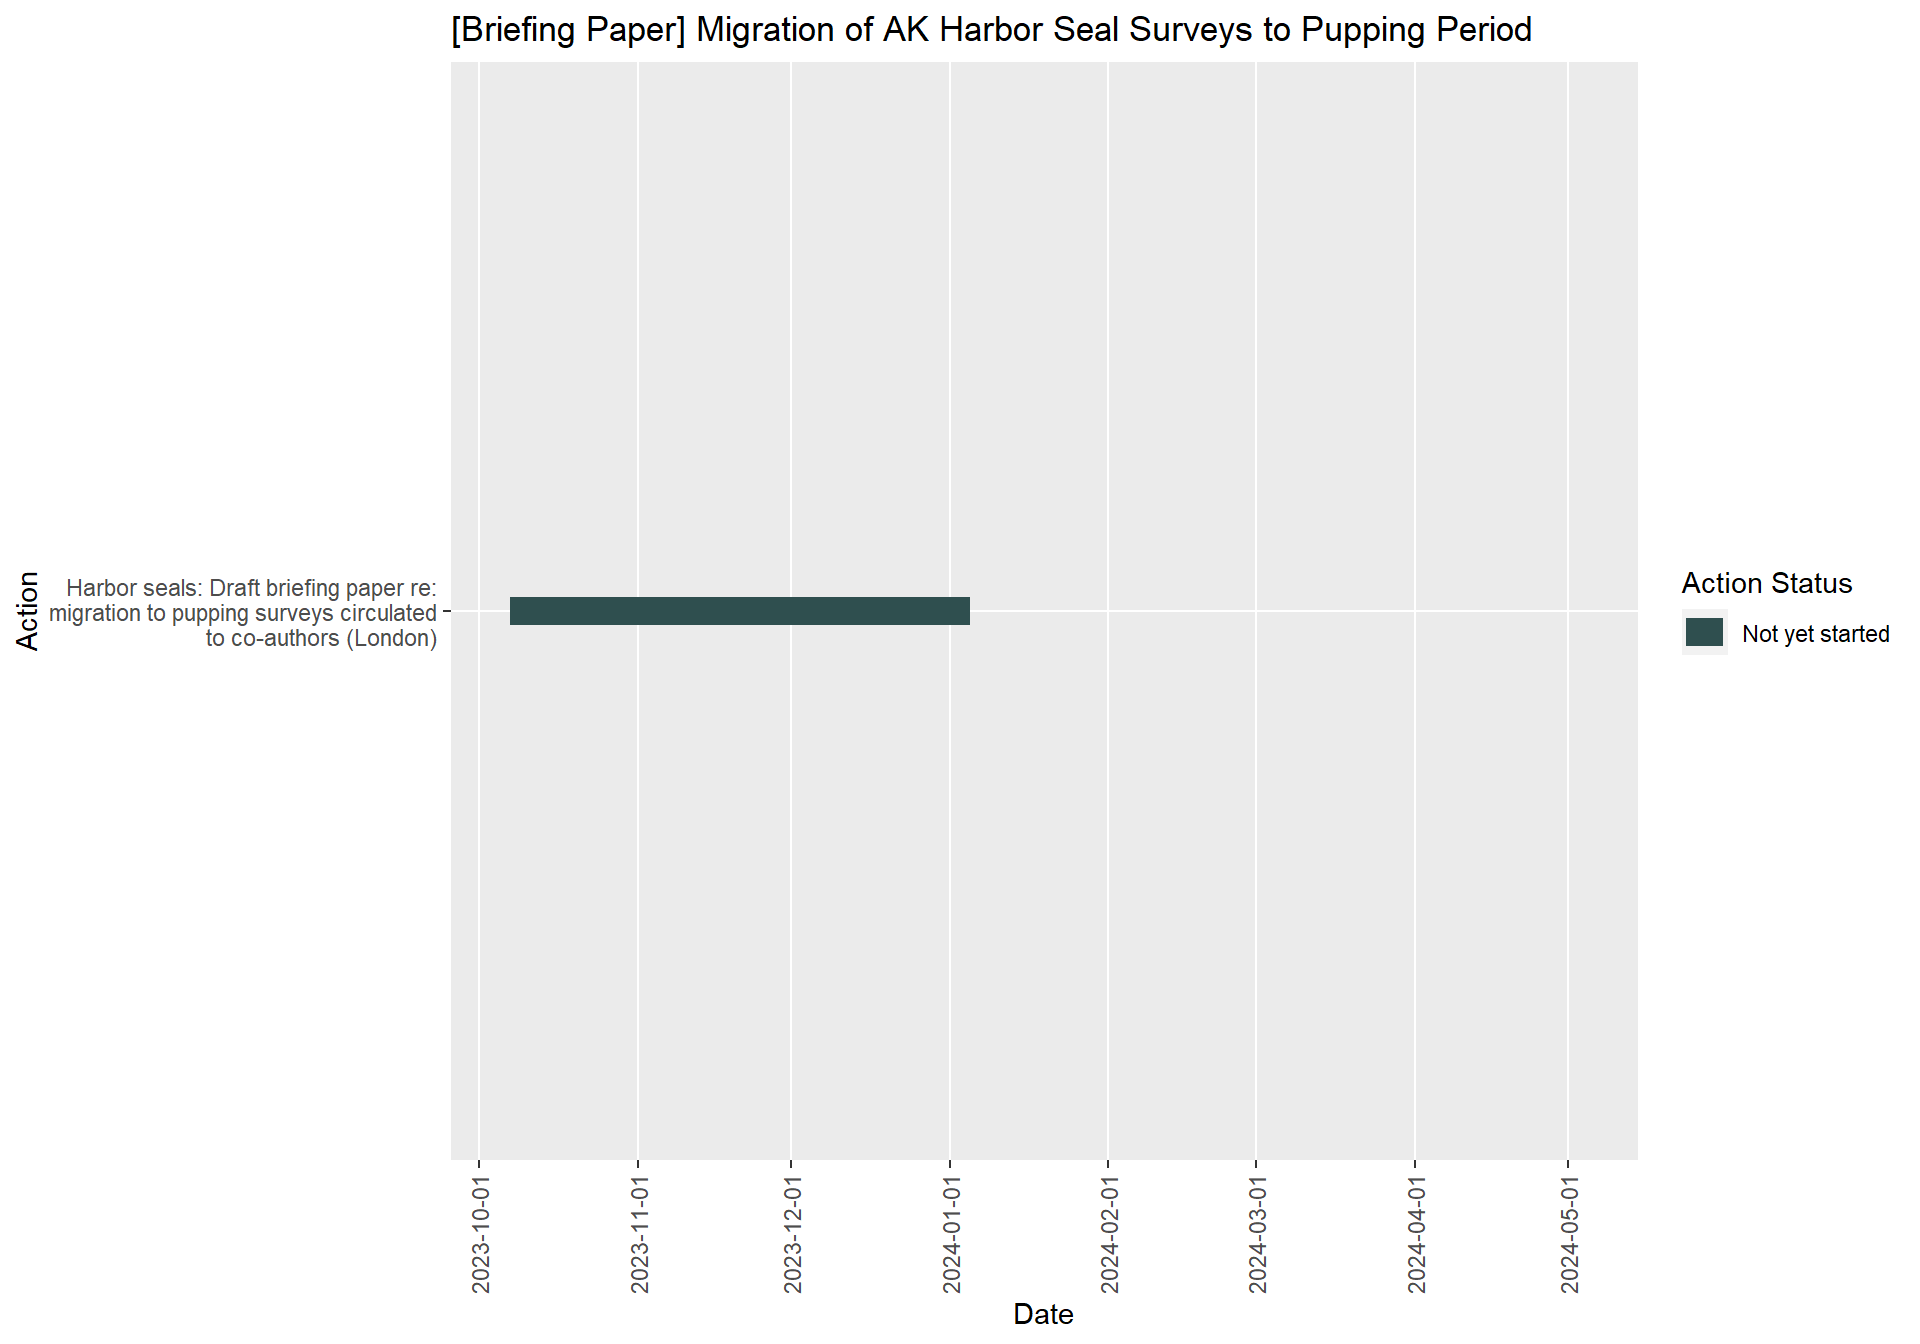 [Briefing Paper] Migration of AK Harbor Seal Surveys to Pupping Period
Action
Harbor seals: Draft briefing paper re:
migration to pupping surveys circulated
to co-authors (London)
Action Status
Not yet started
2023-10-01
2023-11-01
2023-12-01
2024-01-01
2024-02-01
2024-03-01
2024-04-01
2024-05-01
Date